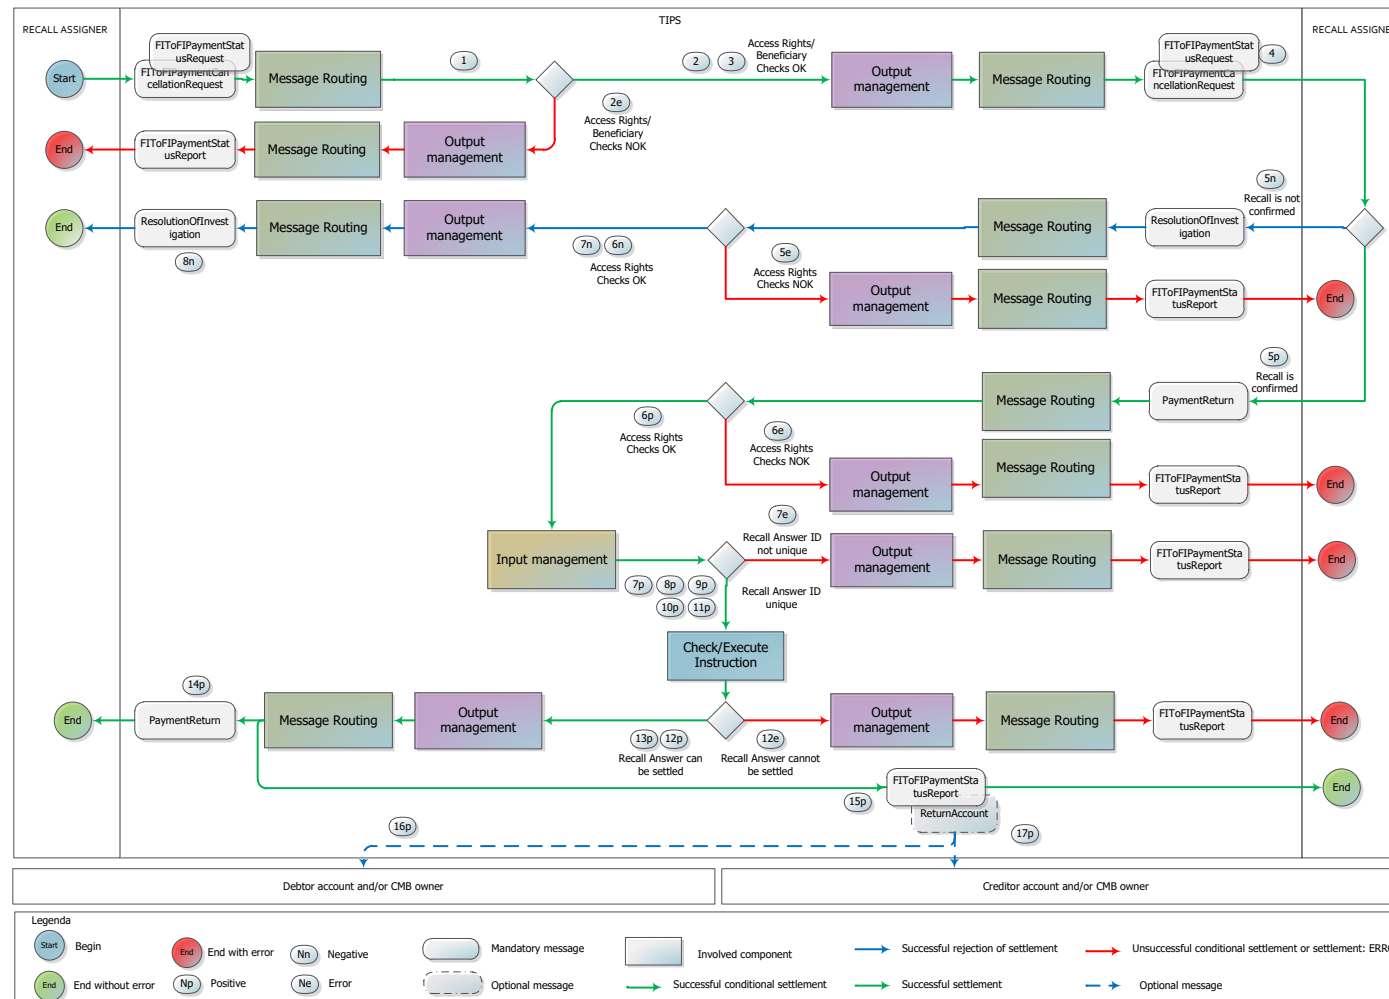 TIPS
RECALL ASSIGNER
RECALL ASSIGNE
FIToFIPaymentStat
usRequest
FIToFIPaymentCan
cellationRequest
Start
Message Routing
1
2
3
Access Rights/
Beneficiary
Checks OK
Output
management
Message Routing
FIToFIPaymentStat
usRequest
FIToFIPaymentCa
ncellationRequest
4
2e
Access Rights/
Beneficiary
Checks NOK
End
FIToFIPaymentStat
usReport
Message Routing
Output
management
5n
Recall is not
confirmed
End
ResolutionOfInvest
igation
8n
Message Routing
Output
management
7n
6n
Access Rights
Checks OK
Message Routing
ResolutionOfInvest
igation
5e
Access Rights
Checks NOK
Output
management
Message Routing
FIToFIPaymentSta
tusReport
End
5p
Recall is
confirmed
Message Routing
PaymentReturn
6p
Access Rights
Checks OK
6e
Access Rights
Checks NOK
Output
management
Message Routing
FIToFIPaymentSta
tusReport
End
7e
Recall Answer ID
not unique
Input management
Output
management
Message Routing
FIToFIPaymentSta
tusReport
End
7p
8p
9p
10p
11p
Recall Answer ID
unique
Check/Execute
Instruction
14p
End
PaymentReturn
Message Routing
Output
management
13p
12p
Recall Answer can
be settled
12e
Recall Answer cannot
be settled
Output
management
Message Routing
FIToFIPaymentSta
tusReport
End
15p
FIToFIPaymentSta
tusReport
ReturnAccount
End
16p
17p
Debtor account and/or CMB owner
Creditor account and/or CMB owner
Legenda
Start
Begin
End
End with error
Nn
Negative
Mandatory message
Involved component
Successful rejection of settlement
Unsuccessful conditional settlement or settlement: ERRO
End
End without error
Np
Positive
Ne
Error
Optional message
Successful conditional settlement
Successful settlement
Optional message